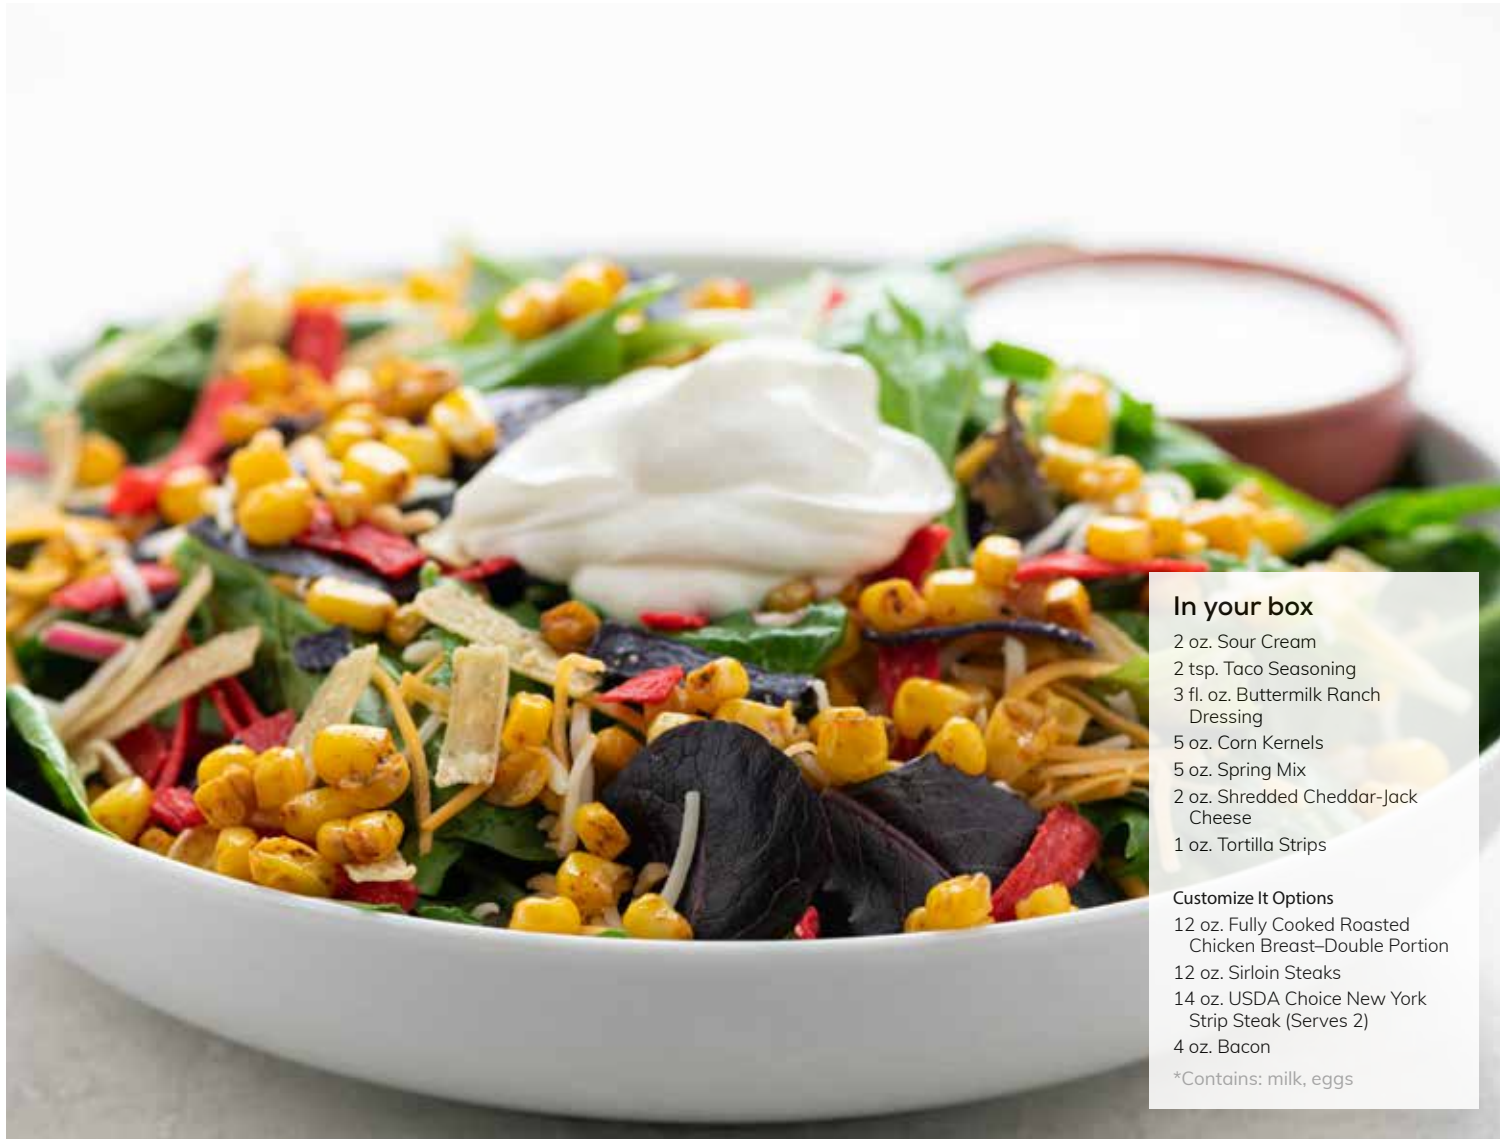 In your box
2 oz. Sour Cream
2 tsp. Taco Seasoning
3 fl. oz. Buttermilk Ranch
Dressing
5 oz. Corn Kernels
5 oz. Spring Mix
2 oz. Shredded Cheddar-Jack
Cheese
1 oz. Tortilla Strips
Customize It Options
12 oz. Fully Cooked Roasted
Chicken Breast–Double Portion
12 oz. Sirloin Steaks
14 oz. USDA Choice New York
Strip Steak (Serves 2)
4 oz. Bacon
*Contains: milk, eggs